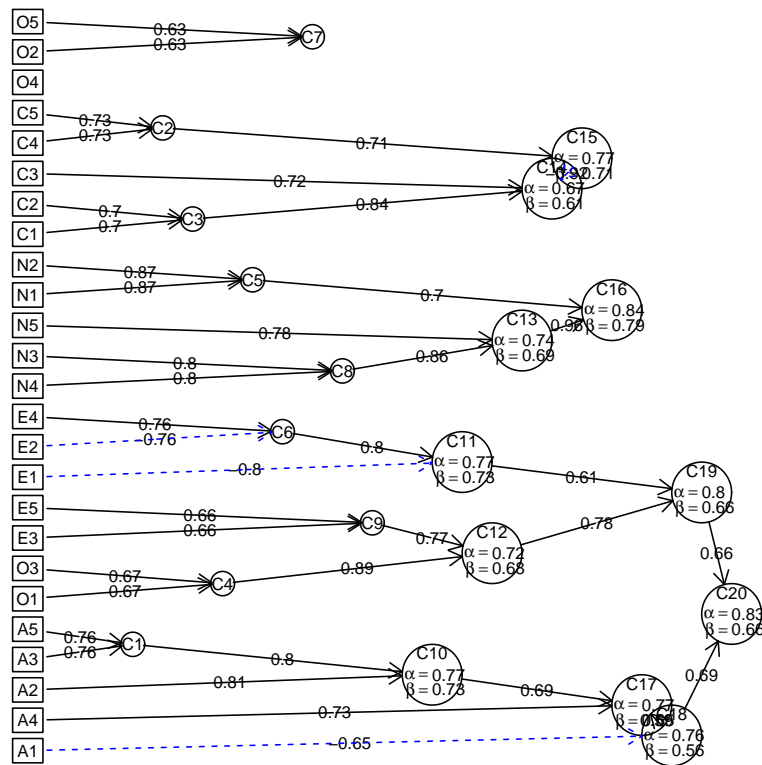 O5
0.63
O2
0.63
C7
O4
C5
0.73
C4
0.73
C2
0.71
C15
α = 0.77
C3
0.72
α = 0.67
β = 0.61
C2
0.7
C1
0.7
C3
0.84
N2
0.87
N1
0.87
C5
0.7
C16
α = 0.84
β = 0.79
N5
0.78
C13
α = 0.74
β = 0.69
0.96
N3
0.8
N4
0.8
C8
0.86
E4
0.76
E2
−0.76
C6
0.8
C11
α = 0.77
β = 0.73
E1
−0.8
0.61
C19
α = 0.8
β = 0.66
E5
0.66
E3
0.66
C9
0.77
C12
α = 0.72
β = 0.68
0.78
O3
0.67
O1
0.67
C4
0.89
0.66
C20
α = 0.83
β = 0.66
A5
0.76
A3
0.76
C1
0.8
C10
α = 0.77
β = 0.73
A2
0.81
0.69
C17
α = 0.77
A4
0.73
0.69
A1
−0.65
α = 0.76
β = 0.56